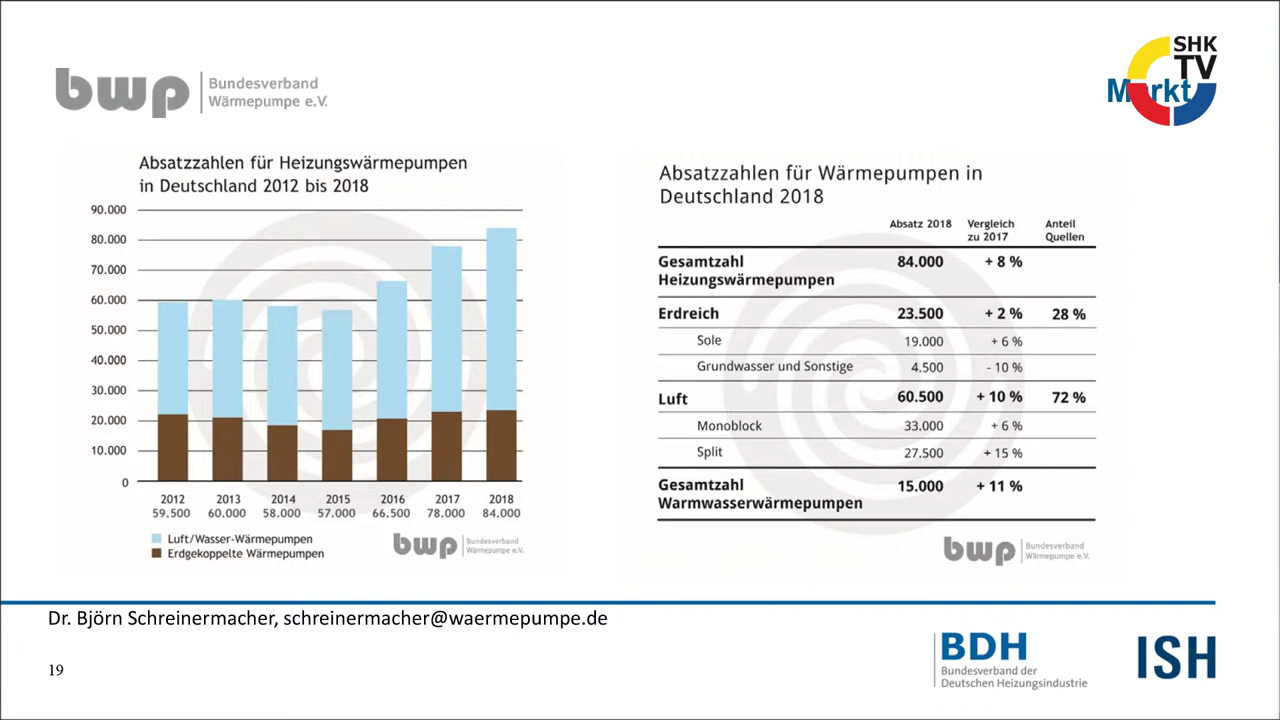 bwp
Bundesverband
Wärmepumpe e.V.
SHK
TV
Markt
Absatzzahlen für Heizungswärmepumpen
in Deutschland 2012 bis 2018
90.000
80.000
70.000
60.000
50.000
40.000
30.000
20.000
10.000
0
2012 2013 2014 2015 2016 2017 2018
59.500 60.000 58.000 57.000 66.500 78.000 84.000
Luft/Wasser-Wärmepumpen
Erdgekoppelte Wärmepumpen
bwp
Bundesverband
Wärmepumpe e.V.
Absatzzahlen für Wärmepumpen in
Deutschland 2018
Absatz 2018 Vergleich Anteil
zu 2017 Quellen
Gesamtzahl 84.000 + 8 %
Heizungswärmepumpen
Erdreich 23.500 + 2 % 28 %
Sole 19.000 + 6 %
Grundwasser und Sonstige 4.500 - 10 %
Luft 60.500 + 10 % 72 %
Monoblock 33.000 + 6 %
Split 27.500 + 15 %
Gesamtzahl 15.000 + 11 %
Warmwasserwärmepumpen
bwp
Bundesverband
Wärmepumpe e.V.
Dr. Björn Schreinermacher, schreinermacher@waermepumpe.de
19
BDH
Bundesverband der
Deutschen Heizungsindustrie
ISH